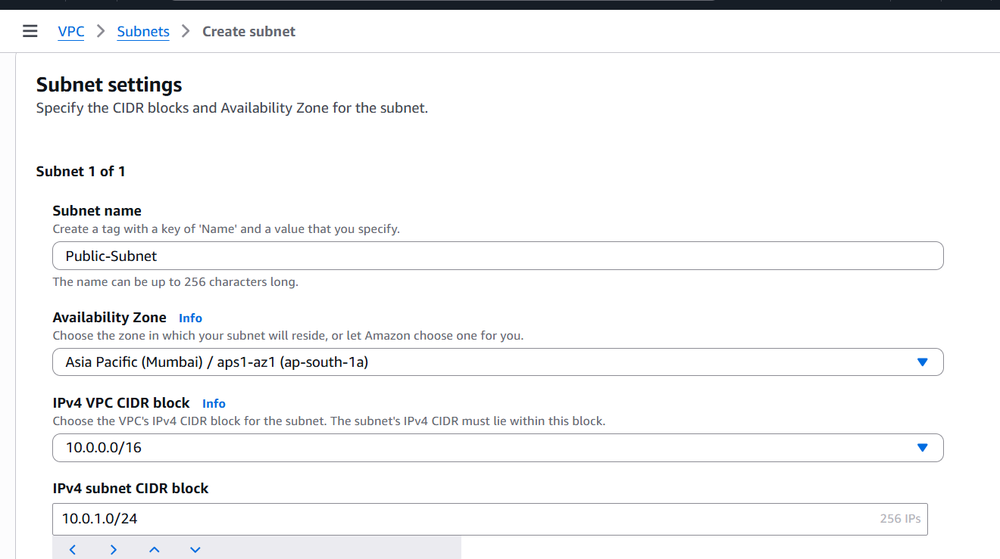 VPC > Subnets > Create subnet
Subnet settings
Specify the CIDR blocks and Availability Zone for the subnet.
Subnet 1 of 1
Subnet name
Create a tag with a key of 'Name' and a value that you specify.
Public-Subnet
The name can be up to 256 characters long.
Availability Zone Info
Choose the zone in which your subnet will reside, or let Amazon choose one for you.
Asia Pacific (Mumbai) / aps1-az1 (ap-south-1a)
IPv4 VPC CIDR block Info
Choose the VPC's IPv4 CIDR block for the subnet. The subnet's IPv4 CIDR must lie within this block.
10.0.0.0/16
IPv4 subnet CIDR block
10.0.1.0/24 256 IPs